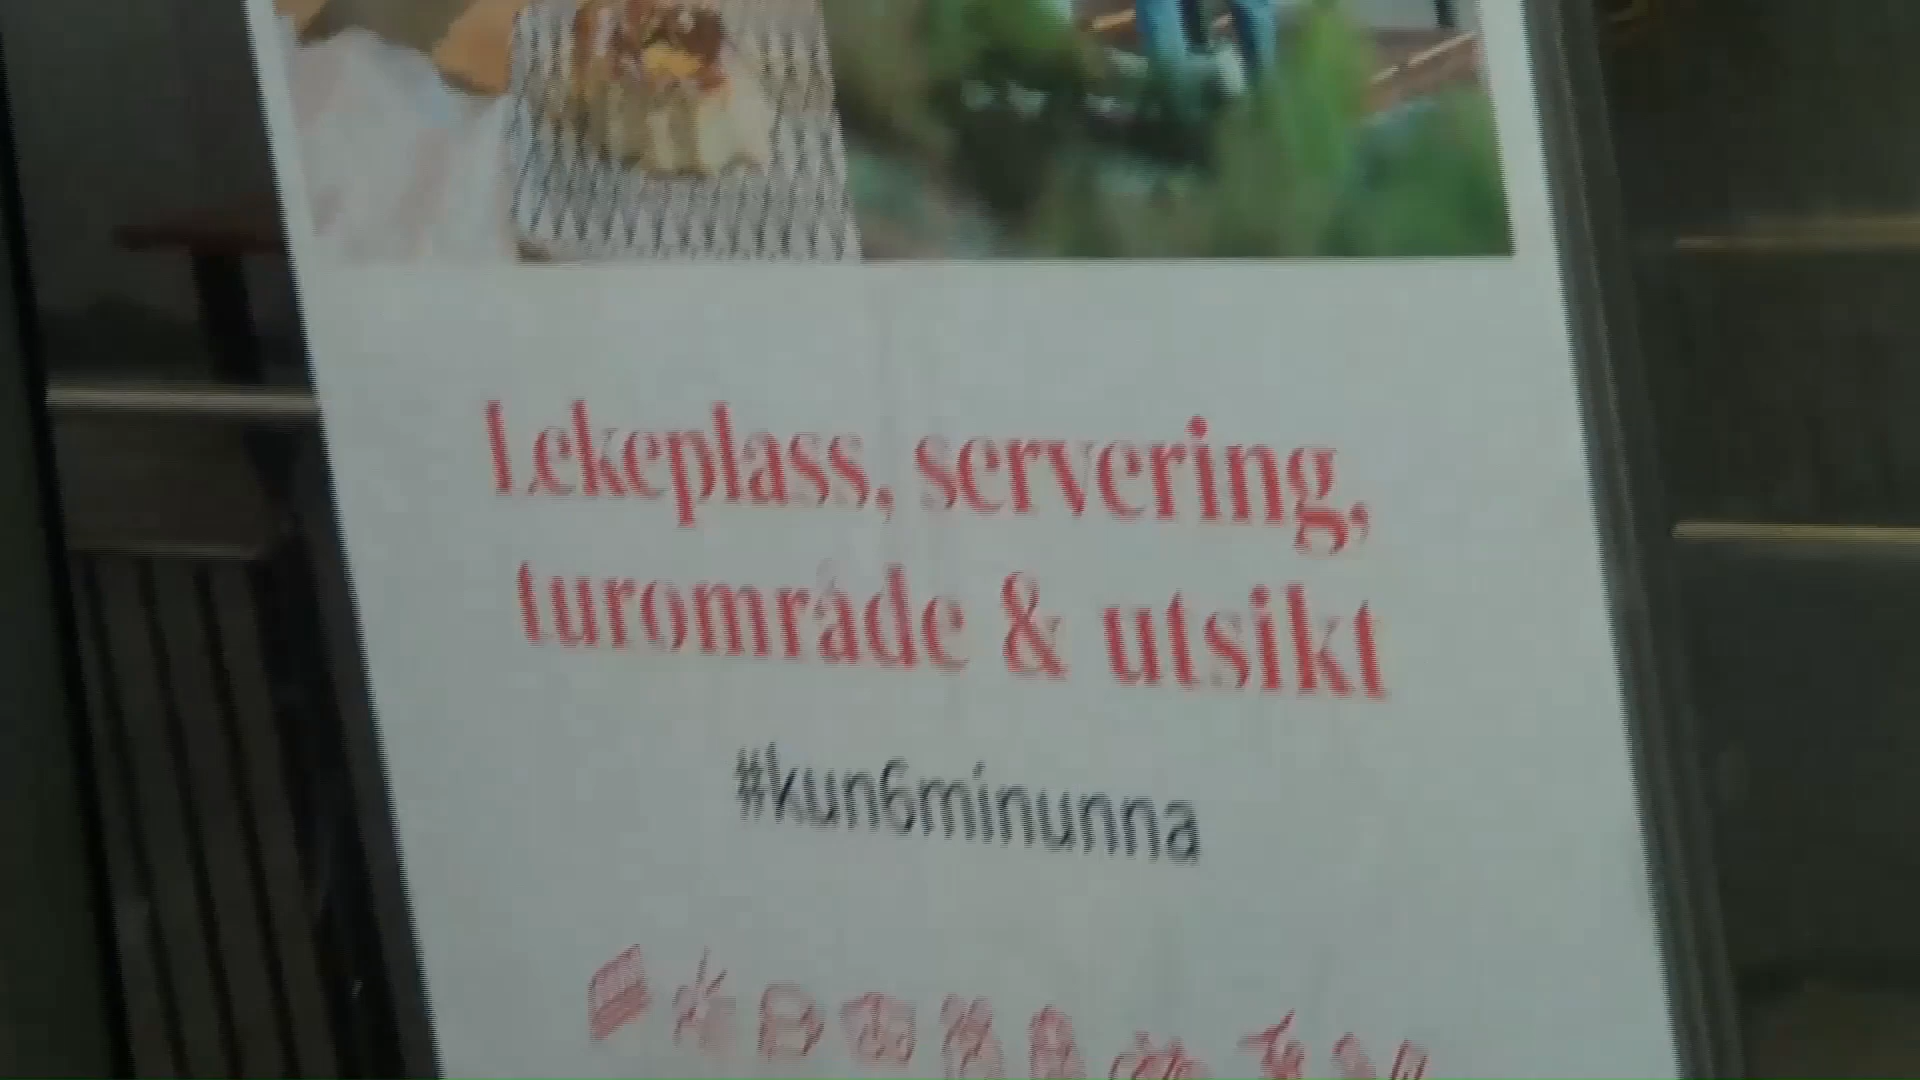 Lekeplass, servering,
turområde & utsikt
#kun6minunna